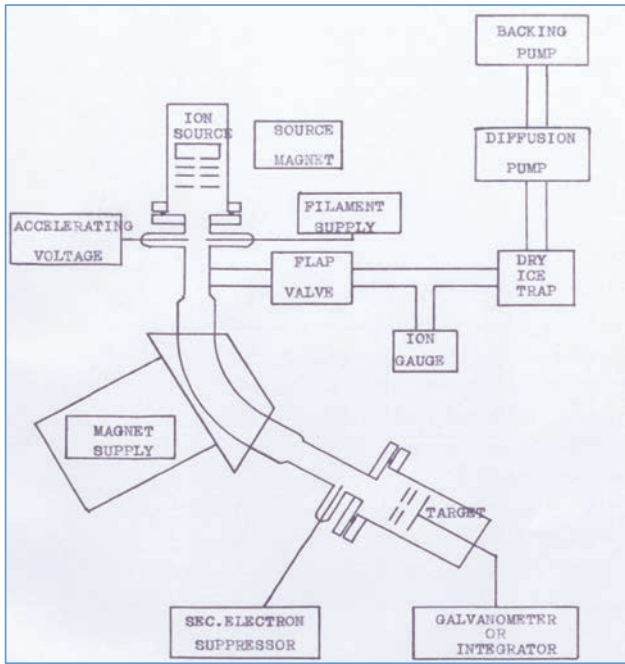 BACKING
PUMP
ION
SOURCE
SOURCE
MAGNET
DIFFUSION
PUMP
FILAMENT
SUPPLY
ACCELERATING
VOLTAGE
FLAP
VALVE
DRY
ICE
TRAP
ION
GAUGE
MAGNET
SUPPLY
TARGET
SEC.ELECTRON
SUPPRESSOR
GALVANOMETER
OR
INTEGRATOR